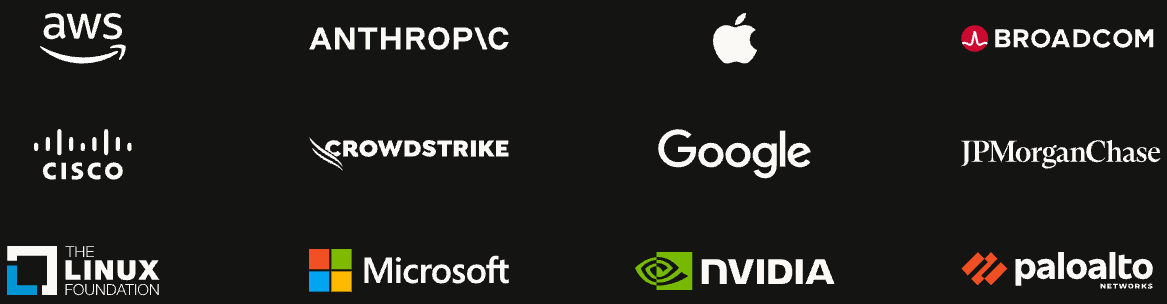 aws
ANTHROP\C
BROADCOM
CISCO
CROWDSTRIKE
Google
JPMorganChase
THE
LINUX
FOUNDATION
Microsoft
NVIDIA
paloalto
NETWORKS